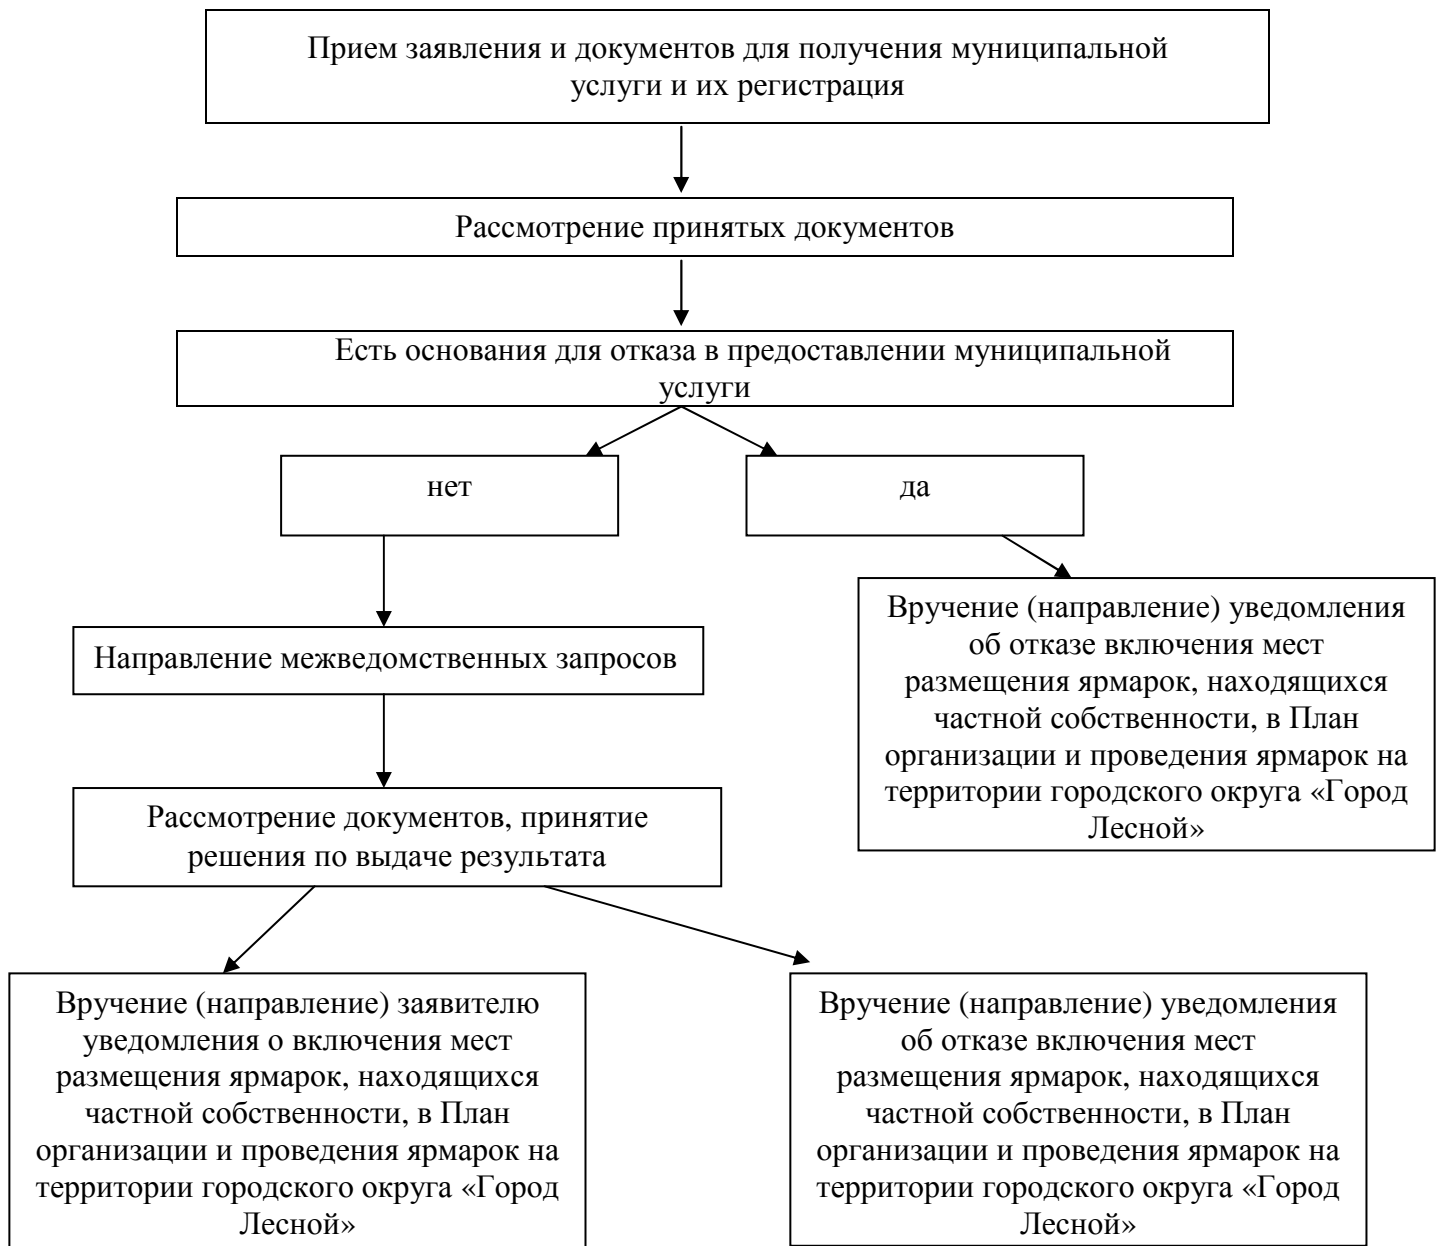 Прием заявления и документов для получения муниципальной
услуги и их регистрация
Рассмотрение принятых документов
Есть основания для отказа в предоставлении муниципальной
услуги
нет
да
Вручение (направление) уведомления
об отказе включения мест
размещения ярмарок, находящихся
частной собственности, в План
организации и проведения ярмарок на
территории городского округа «Город
Лесной»
Направление межведомственных запросов
Рассмотрение документов, принятие
решения по выдаче результата
Вручение (направление) заявителю
уведомления о включения мест
размещения ярмарок, находящихся
частной собственности, в План
организации и проведения ярмарок на
территории городского округа «Город
Лесной»
Вручение (направление) уведомления
об отказе включения мест
размещения ярмарок, находящихся
частной собственности, в План
организации и проведения ярмарок на
территории городского округа «Город
Лесной»